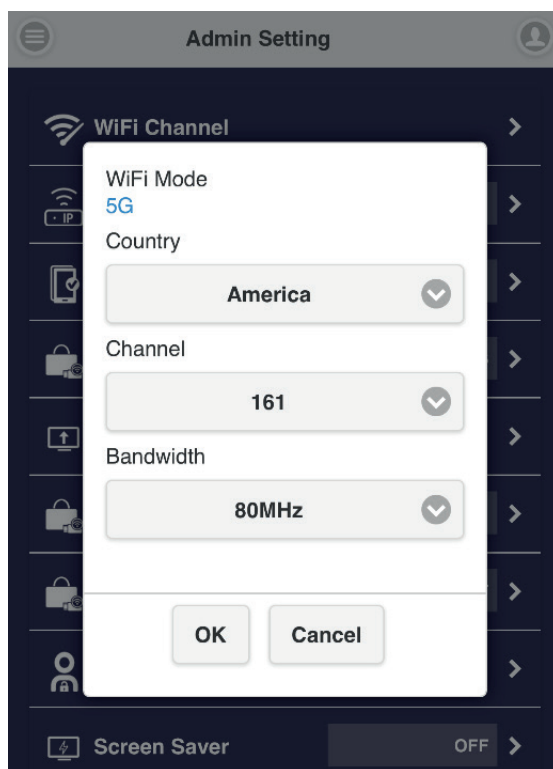 Admin Setting
WiFi Channel
WiFi Mode
5G
Country
America
Channel
161
Bandwidth
80MHz
OK Cancel
Screen Saver OFF